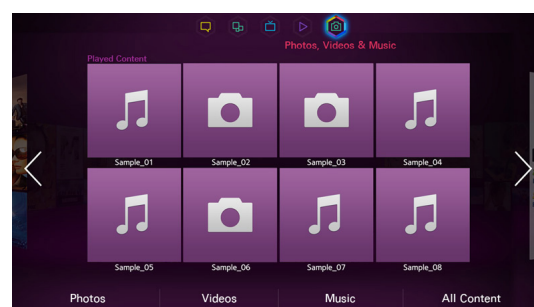 Photos, Videos & Music
Played Content
Sample_01 Sample_02 Sample_03 Sample_04
Sample_05 Sample_06 Sample_07 Sample_08
Photos Videos Music All Content